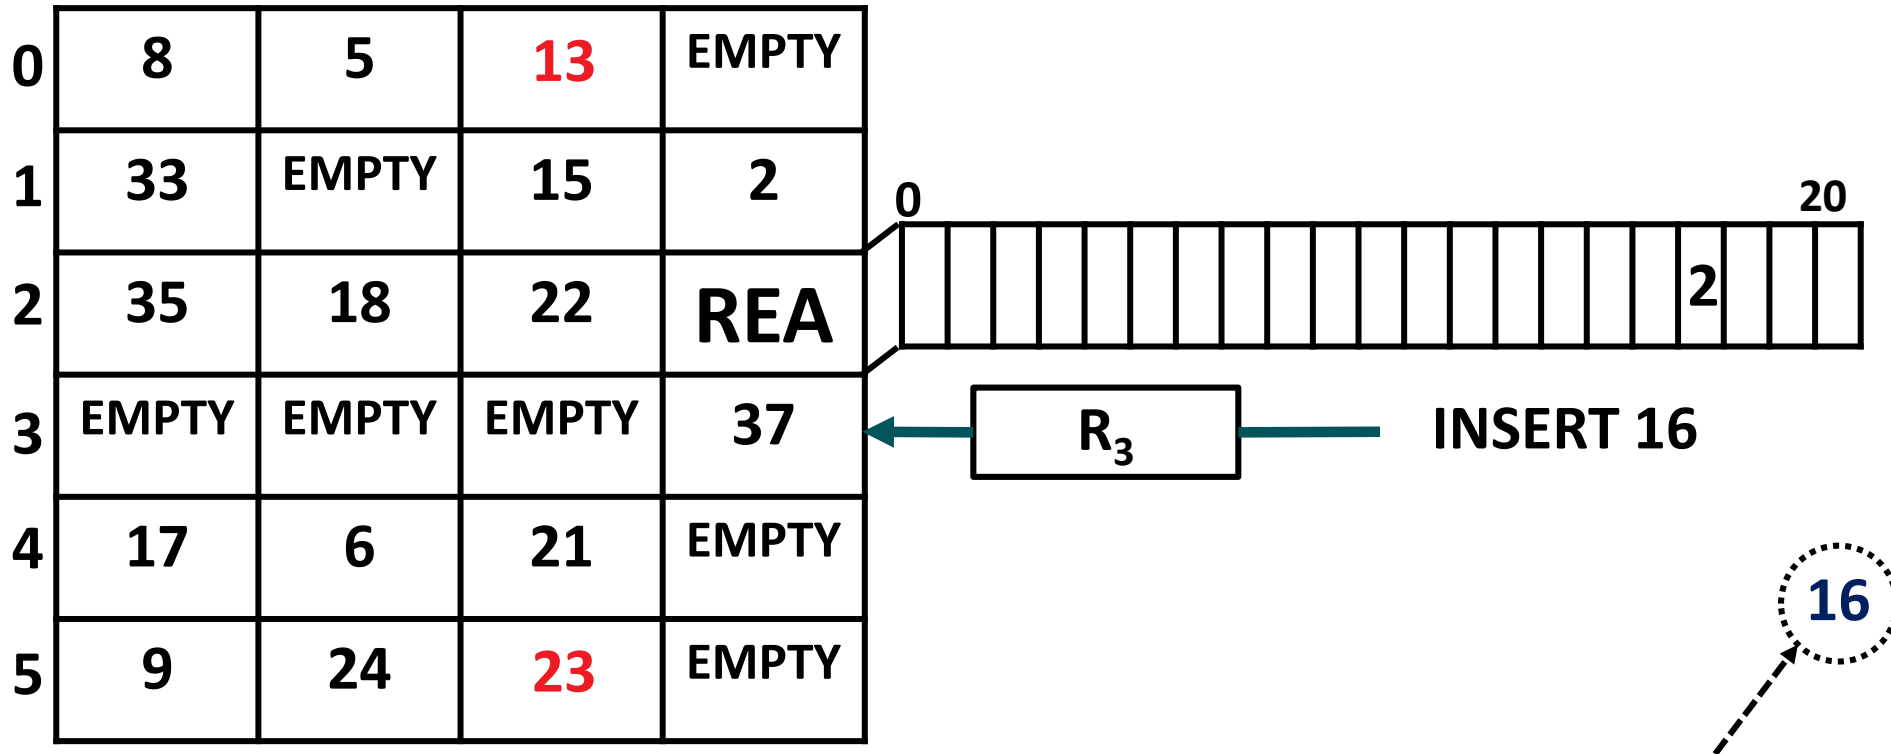 0 8 5 13 EMPTY
1 33 EMPTY 15 2
0 20
2 35 18 22 REA 2
3 EMPTY EMPTY EMPTY 37 R3 INSERT 16
4 17 6 21 EMPTY
16
5 9 24 23 EMPTY